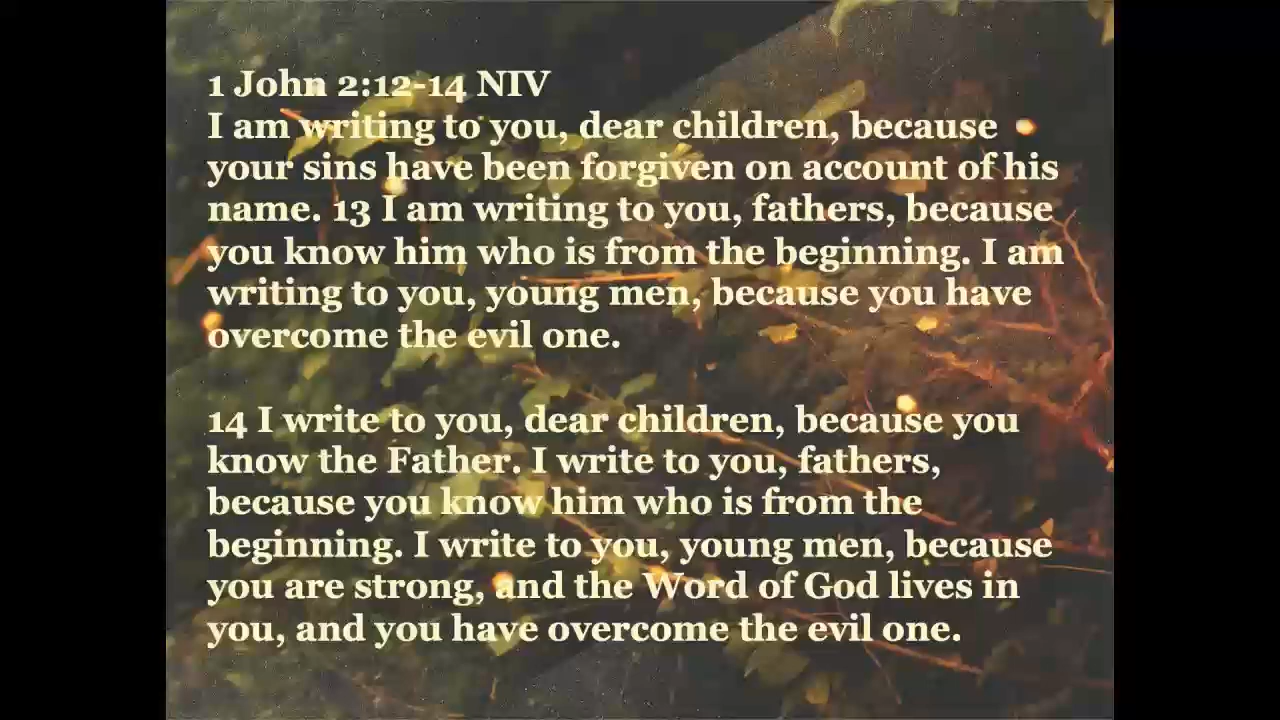 1 John 2:12-14 NIV
I am writing to you, dear children, because
your sins have been forgiven on account of his
name. 13 I am writing to you, fathers, because
you know him who is from the beginning. I am
writing to you, young men, because you have
overcome the evil one.
14 I write to you, dear children, because you
know the Father. I write to you, fathers,
because you know him who is from the
beginning. I write to you, young men, because
you are strong, and the Word of God lives in
you, and you have overcome the evil one.